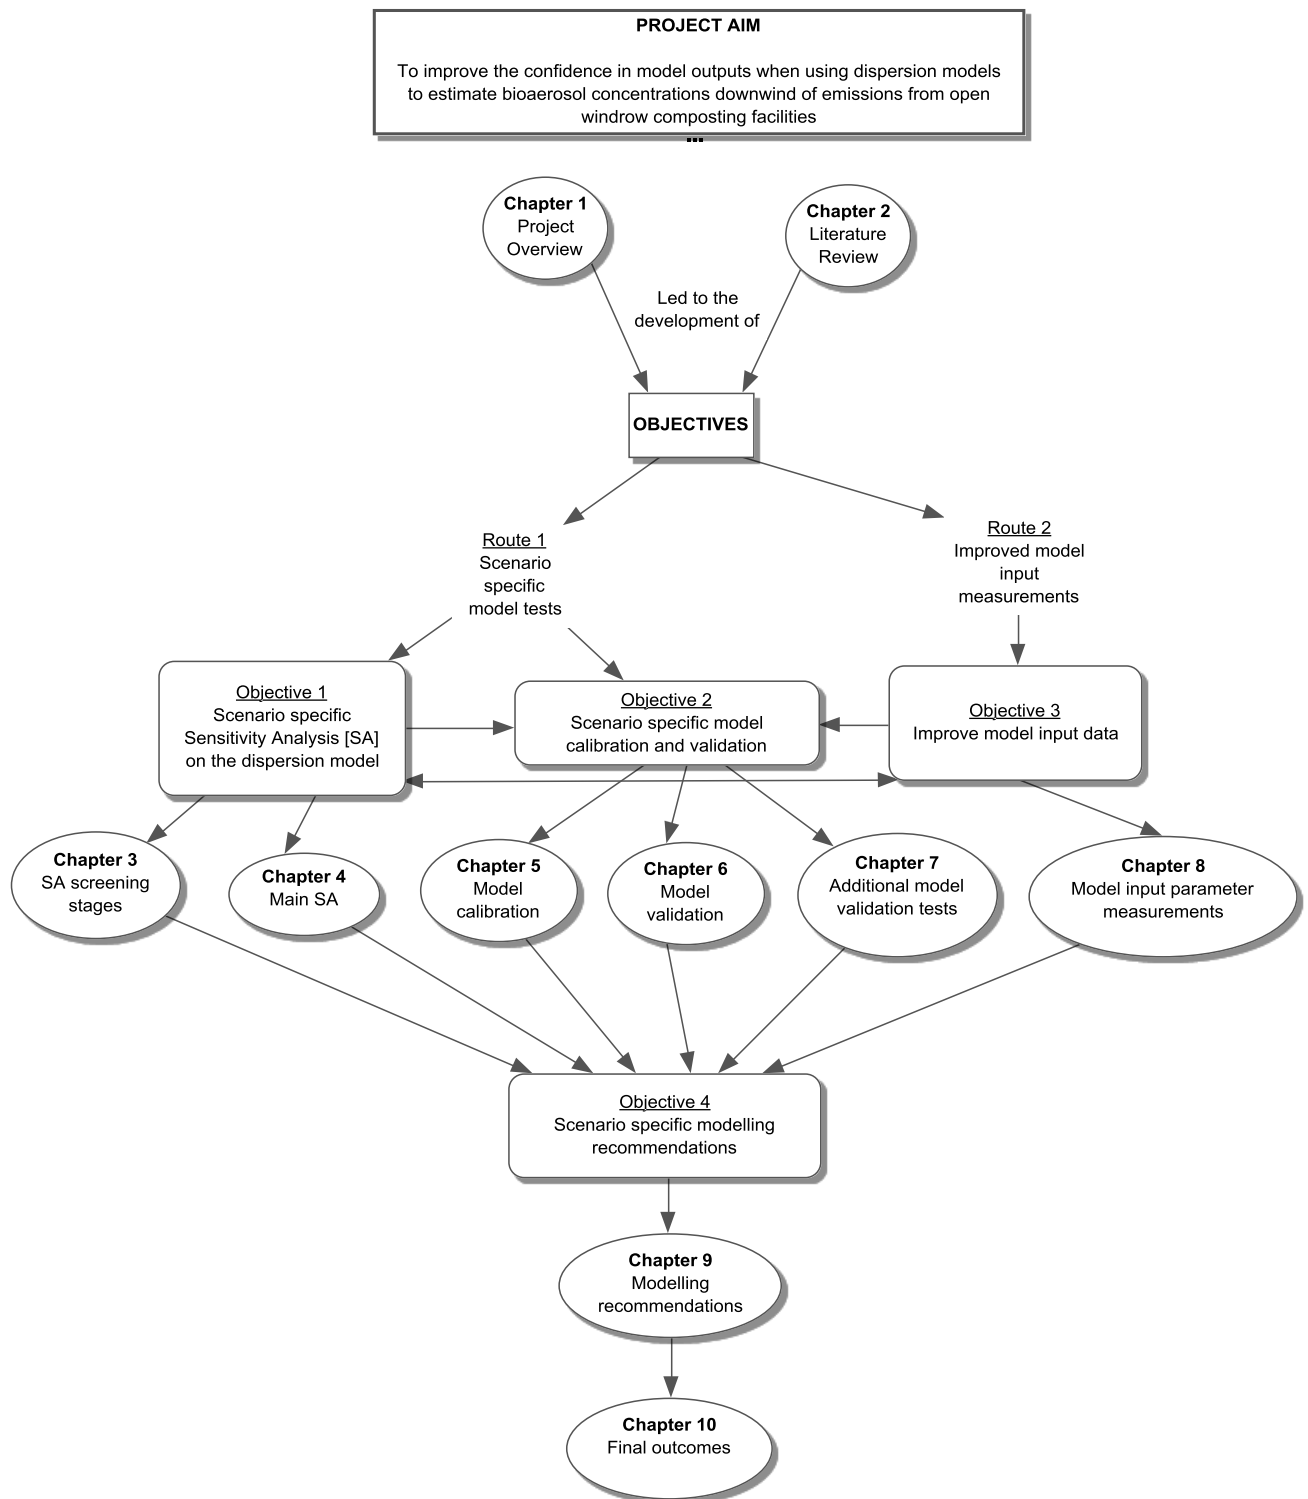 PROJECT AIM
To improve the confidence in model outputs when using dispersion models
to estimate bioaerosol concentrations downwind of emissions from open
windrow composting facilities
...
Chapter 1
Project
Overview
Chapter 2
Literature
Review
Led to the
development of
OBJECTIVES
Route 1
Scenario
specific
model tests
Route 2
Improved model
input
measurements
Objective 1
Scenario specific
Sensitivity Analysis [SA]
on the dispersion model
Objective 2
Scenario specific model
calibration and validation
Objective 3
Improve model input data
Chapter 3
SA screening
stages
Chapter 4
Main SA
Chapter 5
Model
calibration
Chapter 6
Model
validation
Chapter 7
Additional model
validation tests
Chapter 8
Model input parameter
measurements
Objective 4
Scenario specific modelling
recommendations
Chapter 9
Modelling
recommendations
Chapter 10
Final outcomes